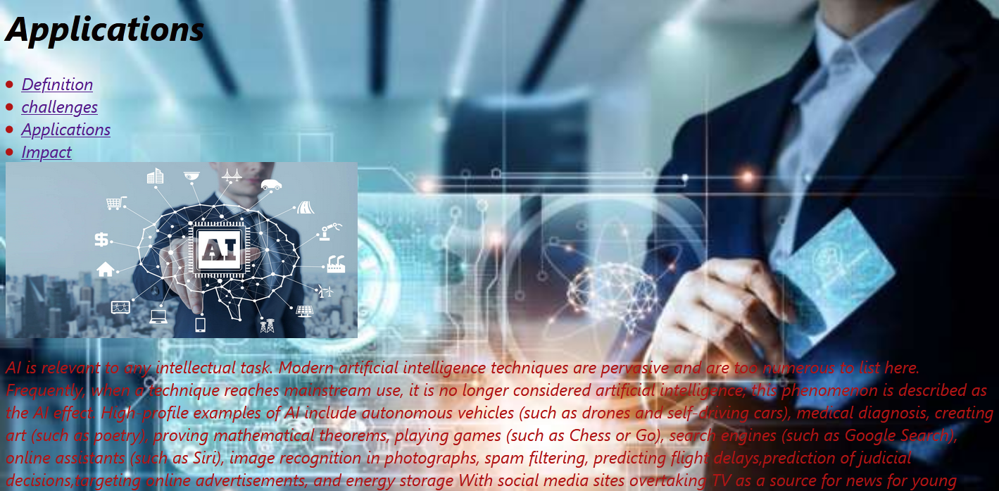 Applications
Definition
challenges
Applications
Impact
AI
AI is relevant to any intellectual task. Modern artificial intelligence techniques are pervasive and are too numerous to list here.
Frequently, when a technique reaches mainstream use, it is no longer considered artificial intelligence; this phenomenon is described as
the AI effect. High-profile examples of AI include autonomous vehicles (such as drones and self-driving cars), medical diagnosis, creating
art (such as poetry), proving mathematical theorems, playing games (such as Chess or Go), search engines (such as Google Search),
online assistants (such as Siri), image recognition in photographs, spam filtering, predicting flight delays,prediction of judicial
decisions,targeting online advertisements, and energy storage With social media sites overtaking TV as a source for news for young